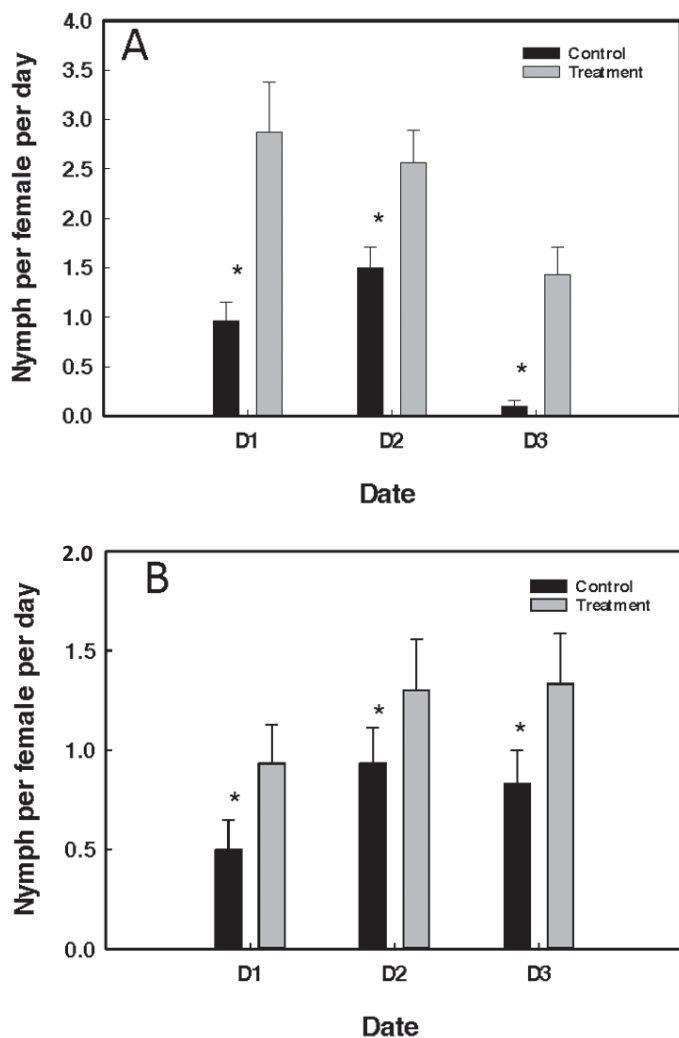 A
Control
Treatment
4.0
3.5
3.0
2.5
2.0
1.5
1.0
0.5
0.0
Nymph per female per day
*
*
*
D1 D2 D3
Date
B
Control
Treatment
2.0
1.5
1.0
0.5
0.0
Nymph per female per day
*
*
*
D1 D2 D3
Date